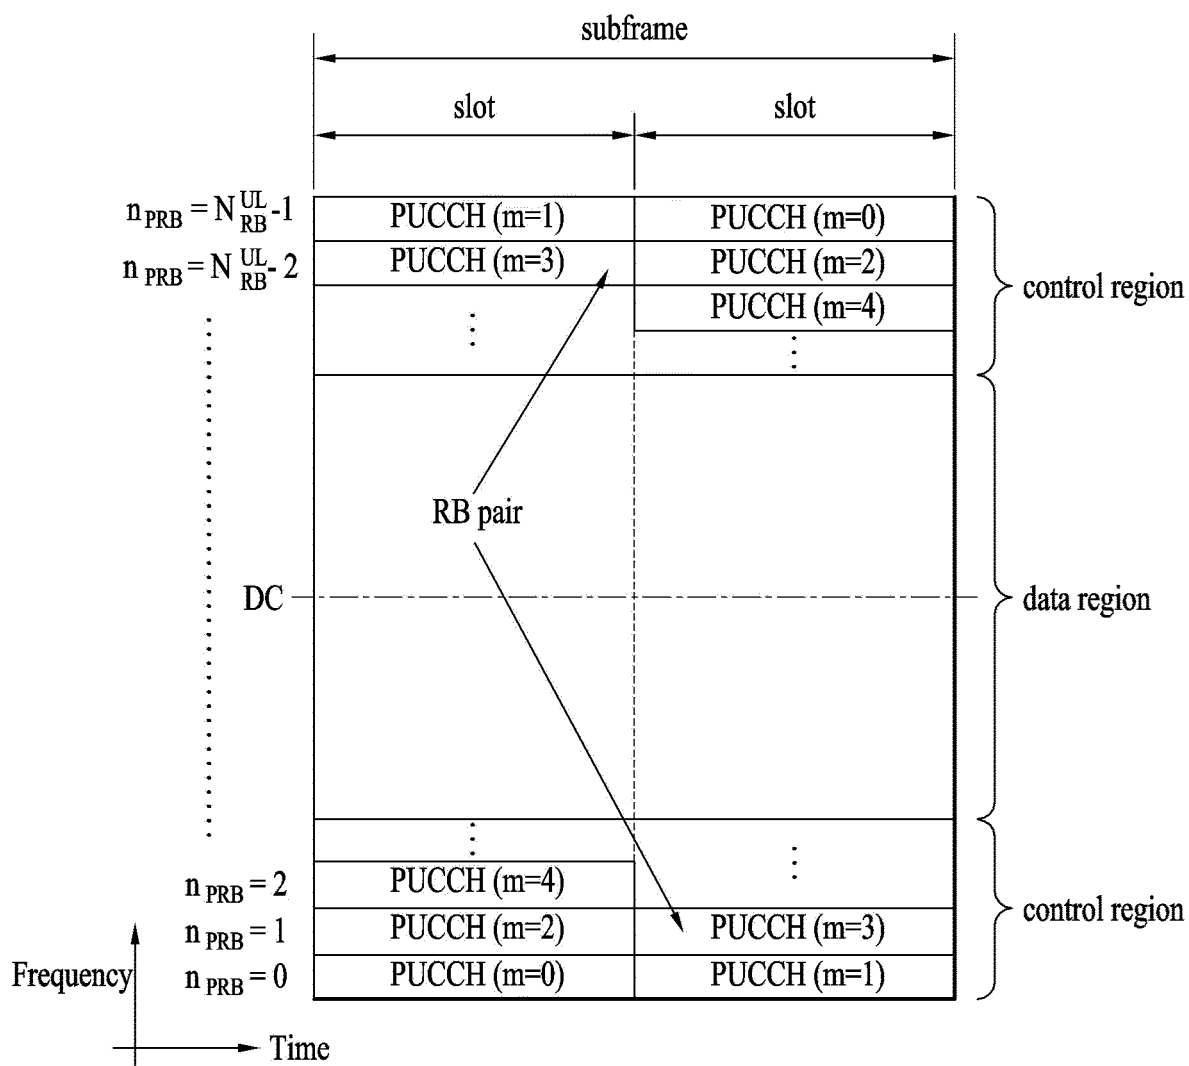 subframe
slot slot
n PRB = N UL RB -1 PUCCH (m=1) PUCCH (m=0)
n PRB = N UL RB - 2 PUCCH (m=3) PUCCH (m=2)
PUCCH (m=4)
control region
RB pair
DC
data region
n PRB = 2 PUCCH (m=4)
n PRB = 1 PUCCH (m=2) PUCCH (m=3)
n PRB = 0 PUCCH (m=0) PUCCH (m=1)
control region
Frequency
Time